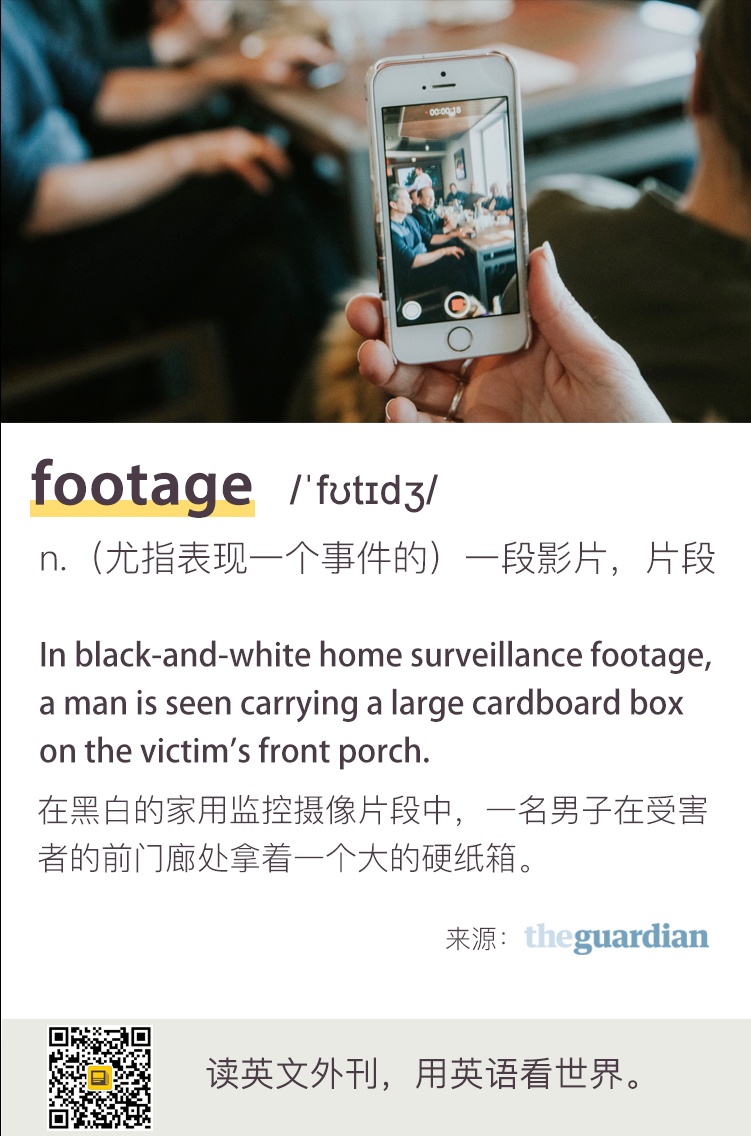 00:00:18
footage /ˈfʊtɪdʒ/
n.（尤指表现一个事件的）一段影片，片段
In black-and-white home surveillance footage,
a man is seen carrying a large cardboard box
on the victim’s front porch.
在黑白的家用监控摄像片段中，一名男子在受害
者的前门廊处拿着一个大的硬纸箱。
来源：theguardian
读英文外刊，用英语看世界。